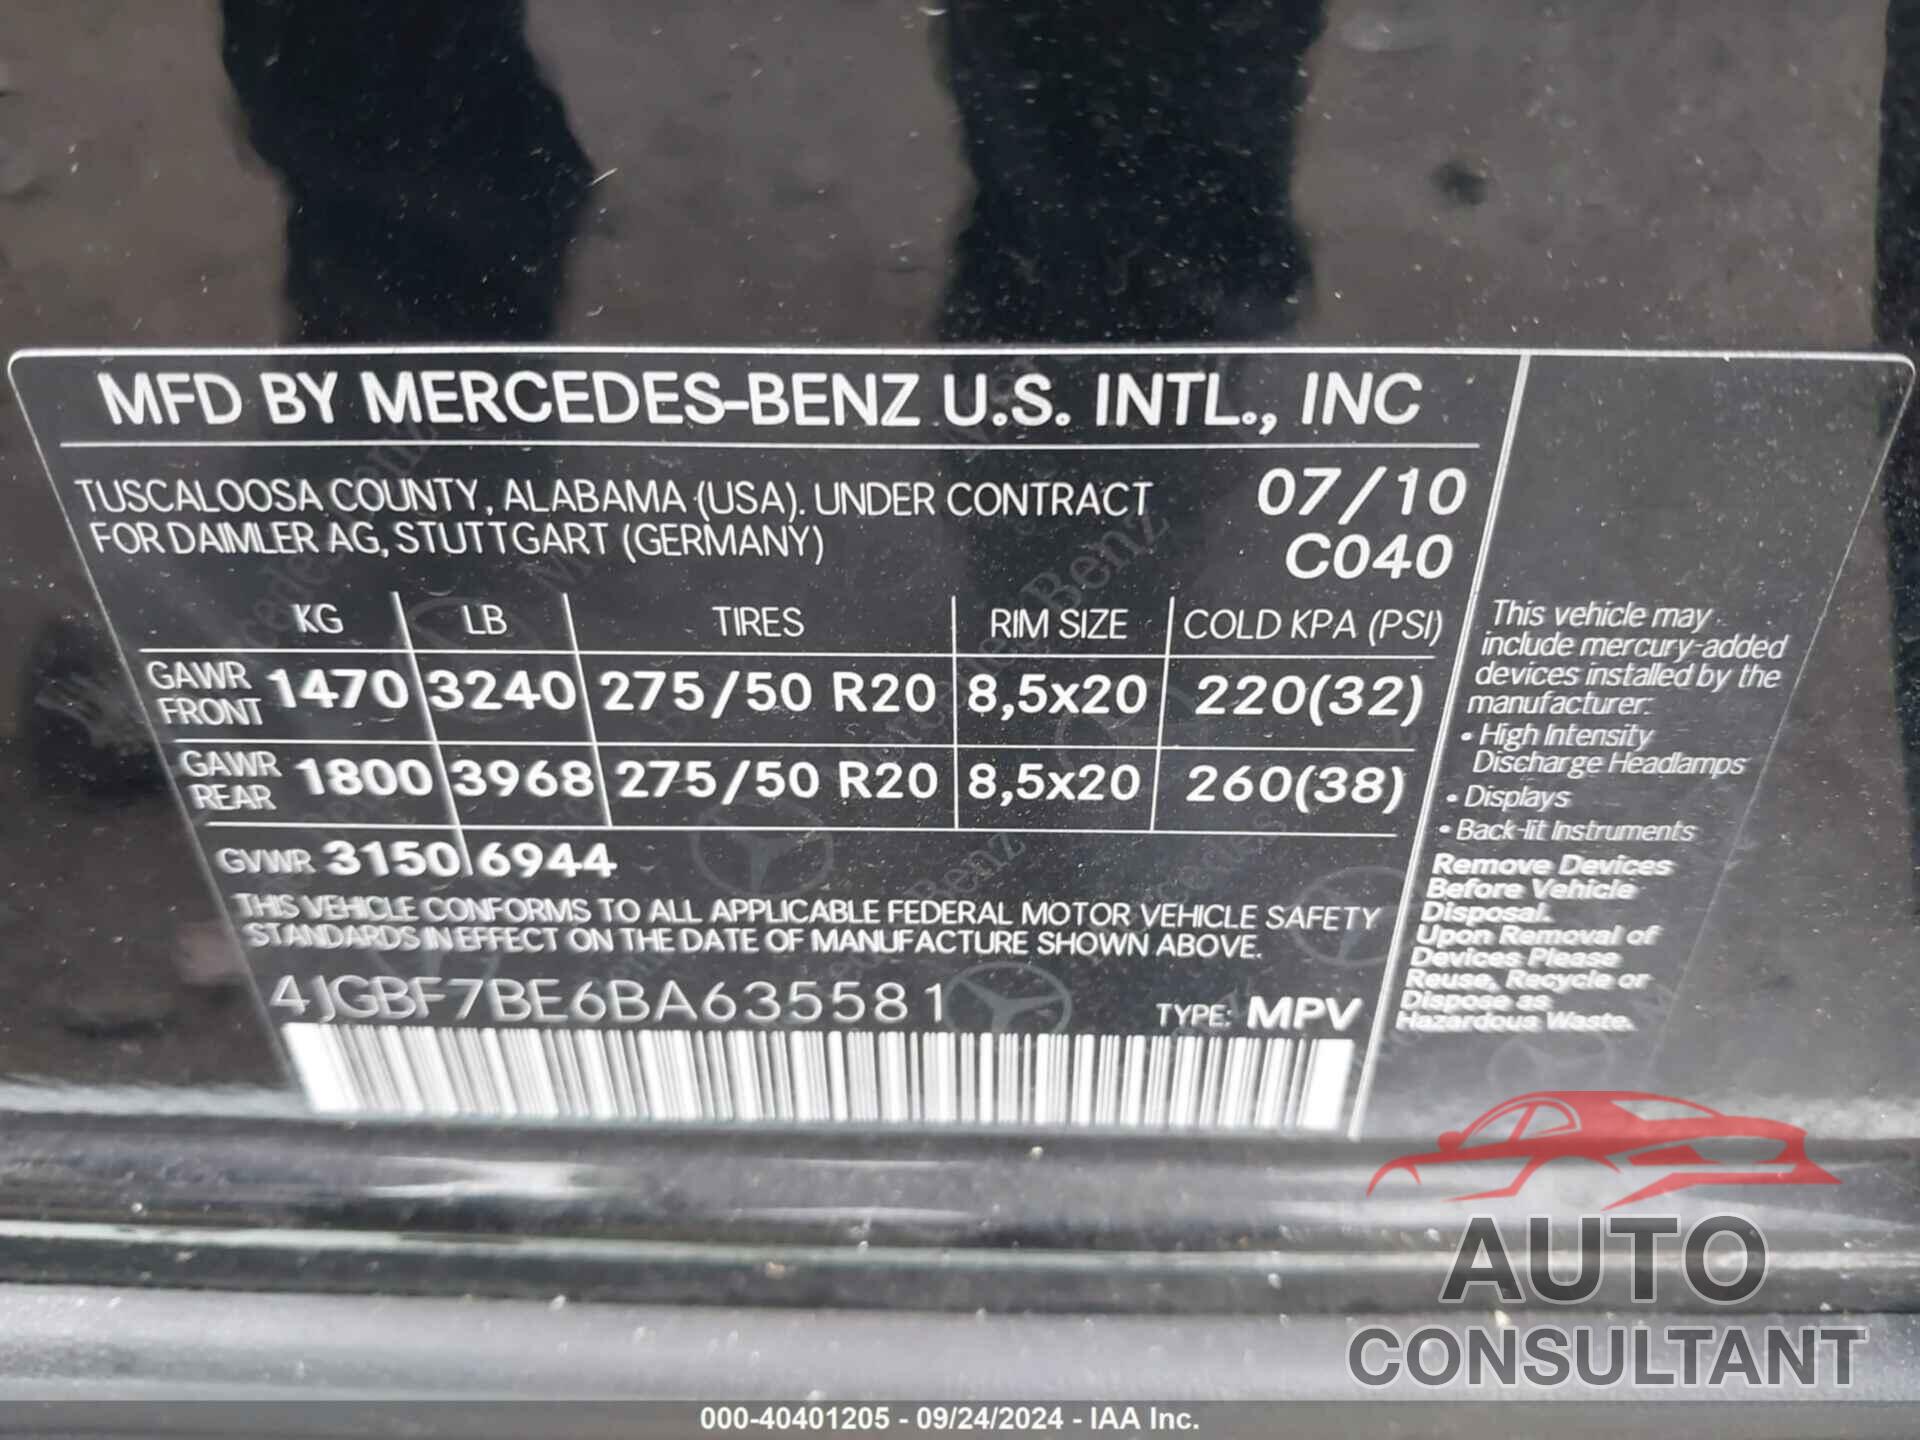 MFD BY MERCEDES-BENZ U.S. INTL., INC
TUSCALOOSA COUNTY, ALABAMA (USA). UNDER CONTRACT
FOR DAIMLER AG, STUTTGART (GERMANY)
07/10
C040
KG LB TIRES RIM SIZE COLD KPA (PSI)
GAWR
FRONT 1470 3240 275/50 R20 8,5x20 220(32)
GAWR
REAR 1800 3968 275/50 R20 8,5x20 260(38)
GVWR 3150 6944
THIS VEHICLE CONFORMS TO ALL APPLICABLE FEDERAL MOTOR VEHICLE SAFETY
STANDARDS IN EFFECT ON THE DATE OF MANUFACTURE SHOWN ABOVE.
4JGBF7BE6BA635581 TYPE: MPV
This vehicle may
include mercury-added
devices installed by the
manufacturer:
• High Intensity
Discharge Headlamps
• Displays
• Back-lit Instruments
Remove Devices
Before Vehicle
Disposal.
Upon Removal of
Devices Please
Reuse, Recycle or
Dispose as
Hazardous Waste.
AUTO
CONSULTANT
000-40401205 - 09/24/2024 - IAA Inc.